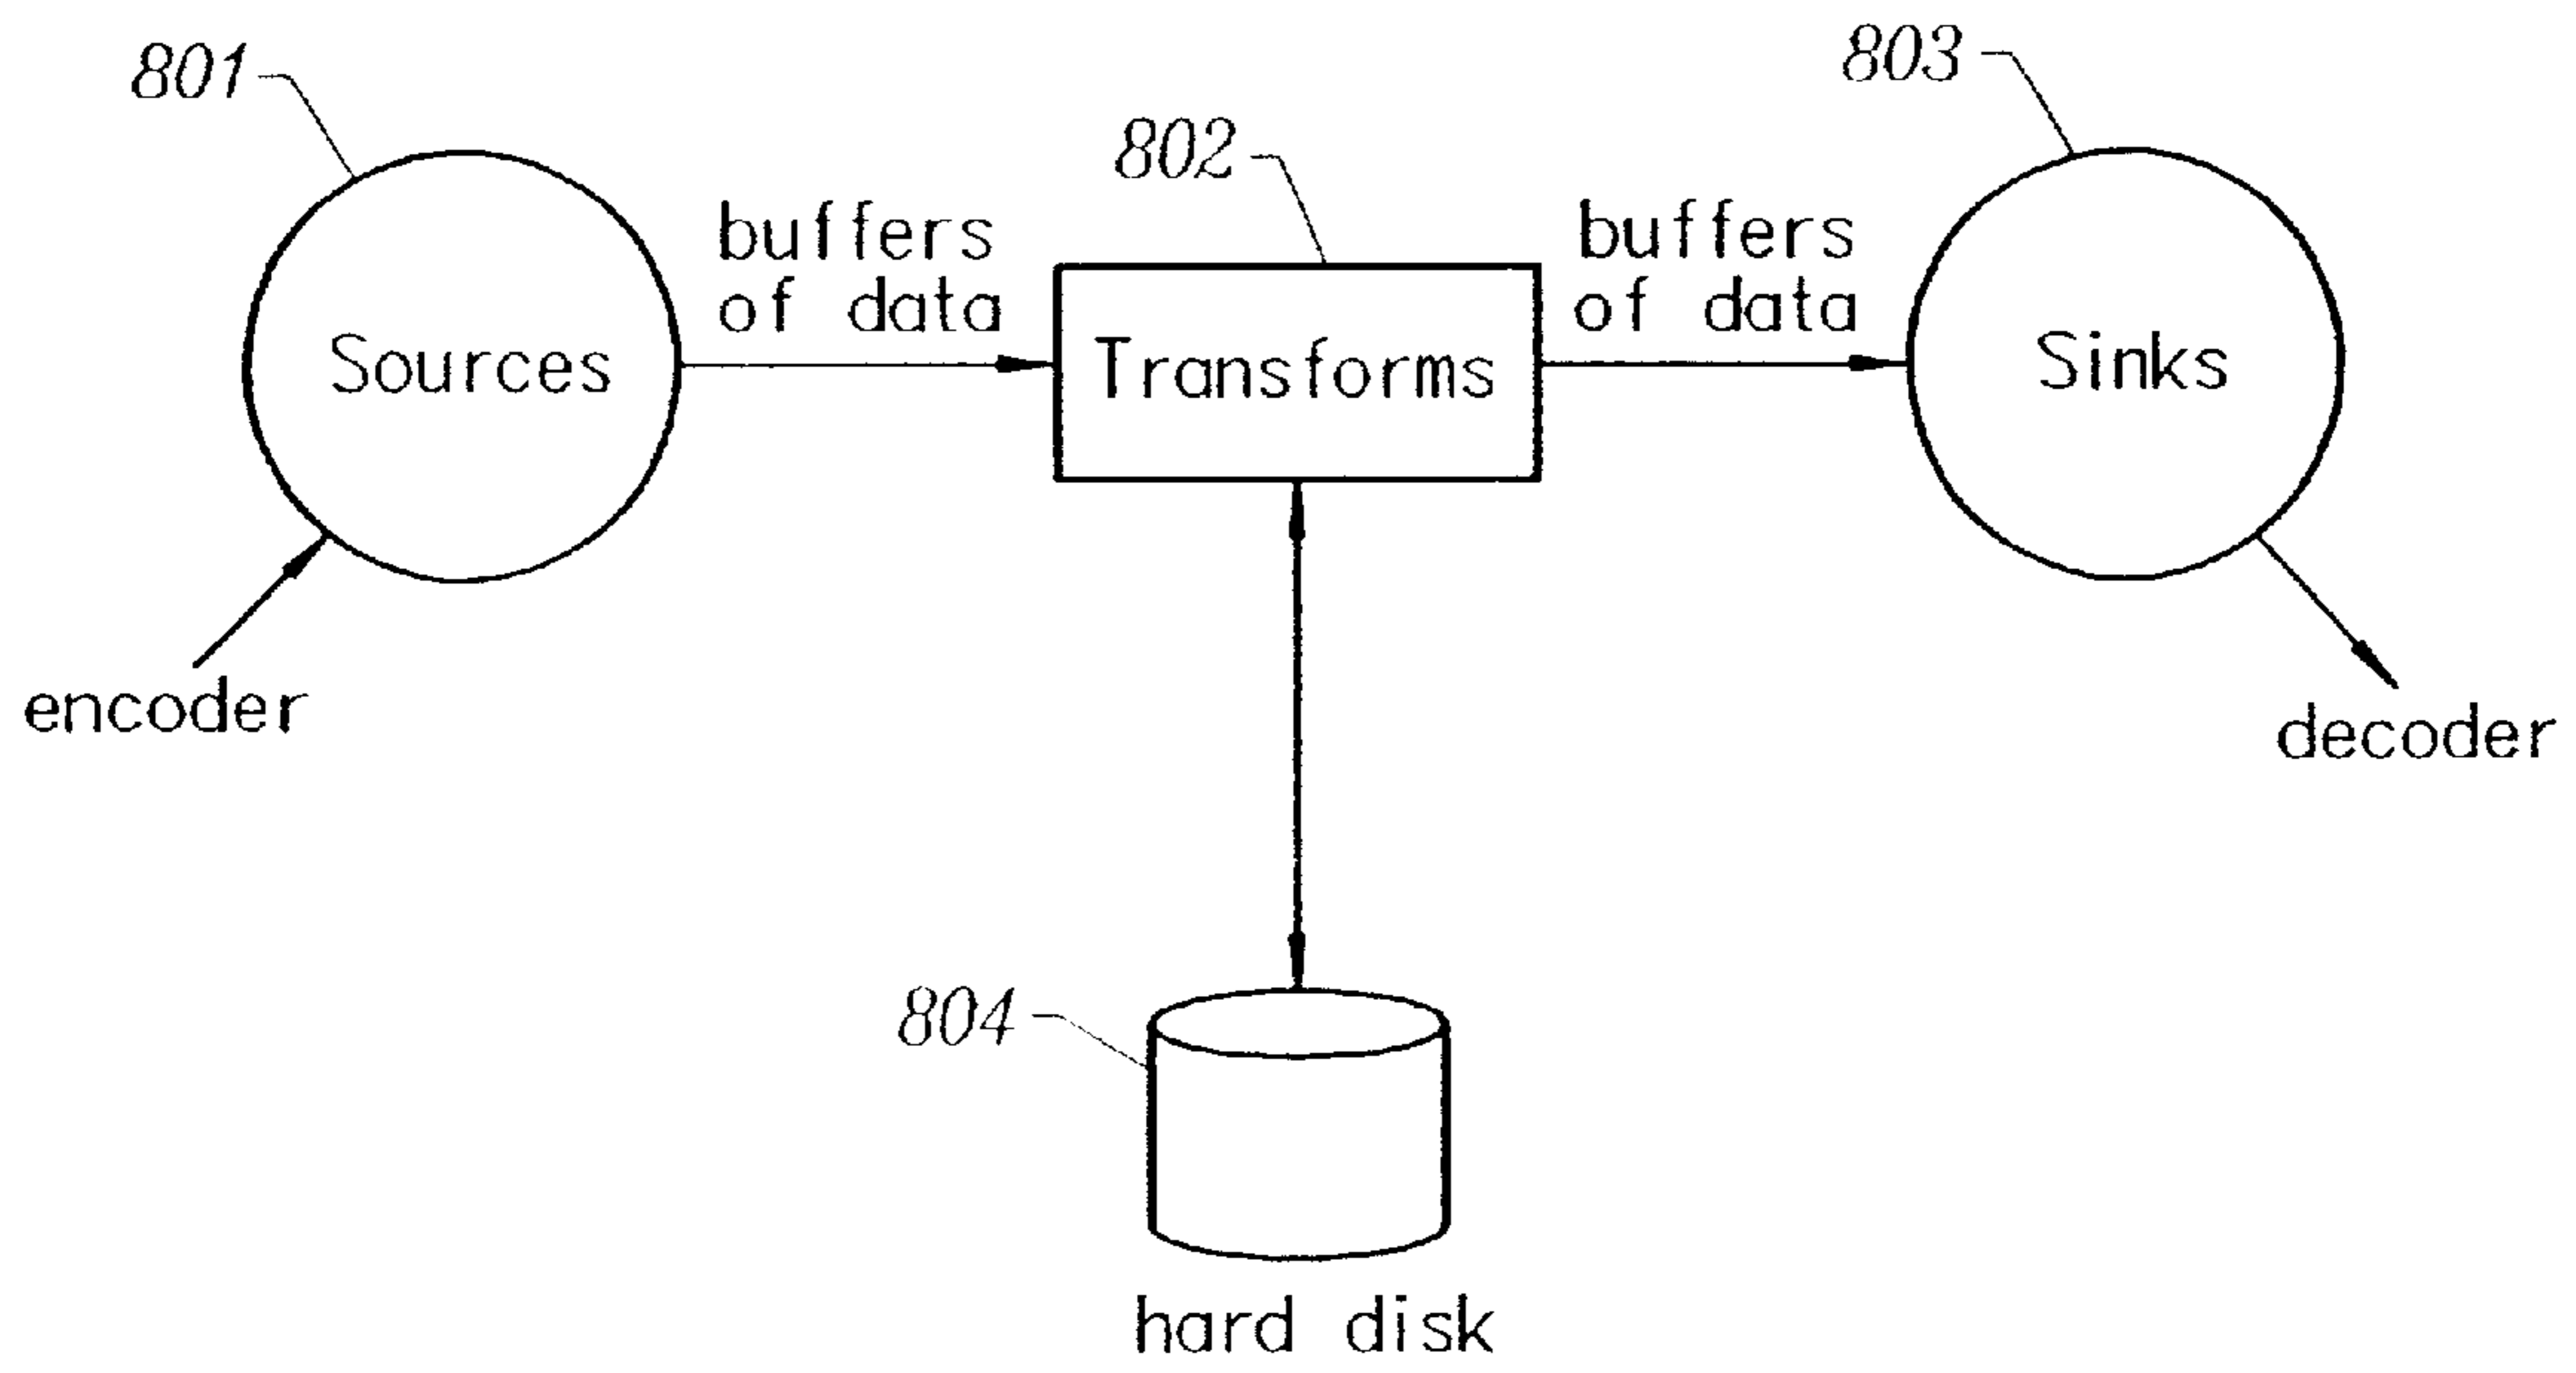 801
802
803
buffers
of data
buffers
of data
Sources
Transforms
Sinks
encoder
decoder
804
hard disk